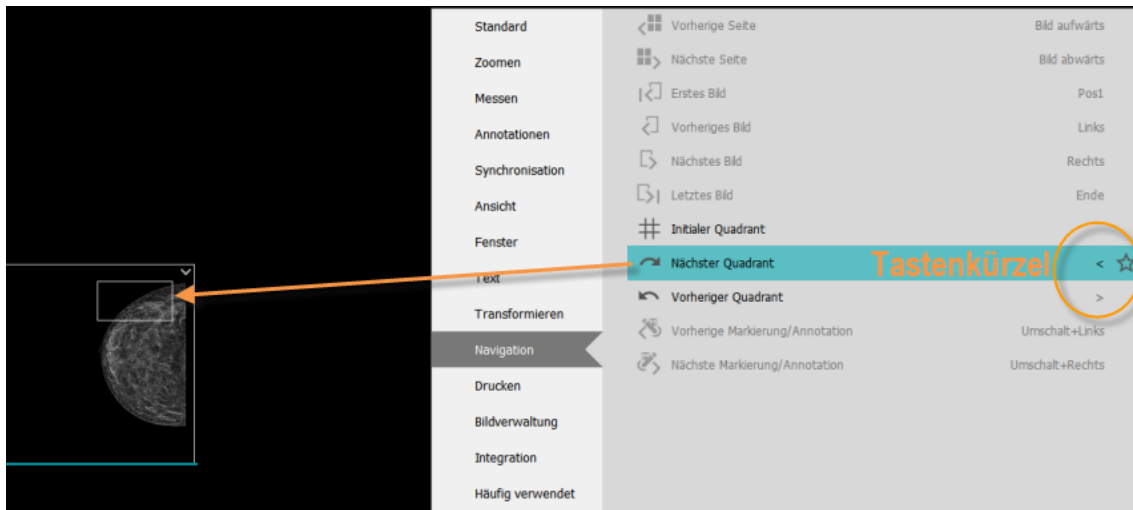 Standard
Zoomen
Messen
Annotationen
Synchronisation
Ansicht
Fenster
Text
Transformieren
Navigation
Drucken
Bildverwaltung
Integration
Häufig verwendet
Vorherige Seite Bild aufwärts
Nächste Seite Bild abwärts
Erstes Bild Pos1
Vorheriges Bild Links
Nächstes Bild Rechts
Letztes Bild Ende
Initialer Quadrant
Nächster Quadrant Tastenkürzel <
Vorheriger Quadrant >
Vorherige Markierung/Annotation Umschalt+Links
Nächste Markierung/Annotation Umschalt+Rechts